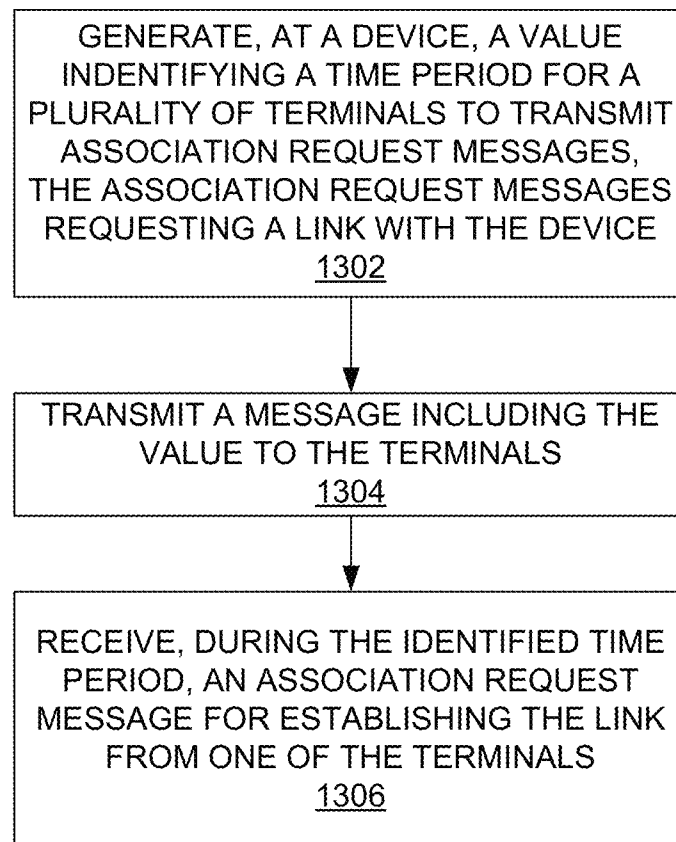 GENERATE, AT A DEVICE, A VALUE
INDENTIFYING A TIME PERIOD FOR A
PLURALITY OF TERMINALS TO TRANSMIT
ASSOCIATION REQUEST MESSAGES,
THE ASSOCIATION REQUEST MESSAGES
REQUESTING A LINK WITH THE DEVICE
1302
TRANSMIT A MESSAGE INCLUDING THE
VALUE TO THE TERMINALS
1304
RECEIVE, DURING THE IDENTIFIED TIME
PERIOD, AN ASSOCIATION REQUEST
MESSAGE FOR ESTABLISHING THE LINK
FROM ONE OF THE TERMINALS
1306